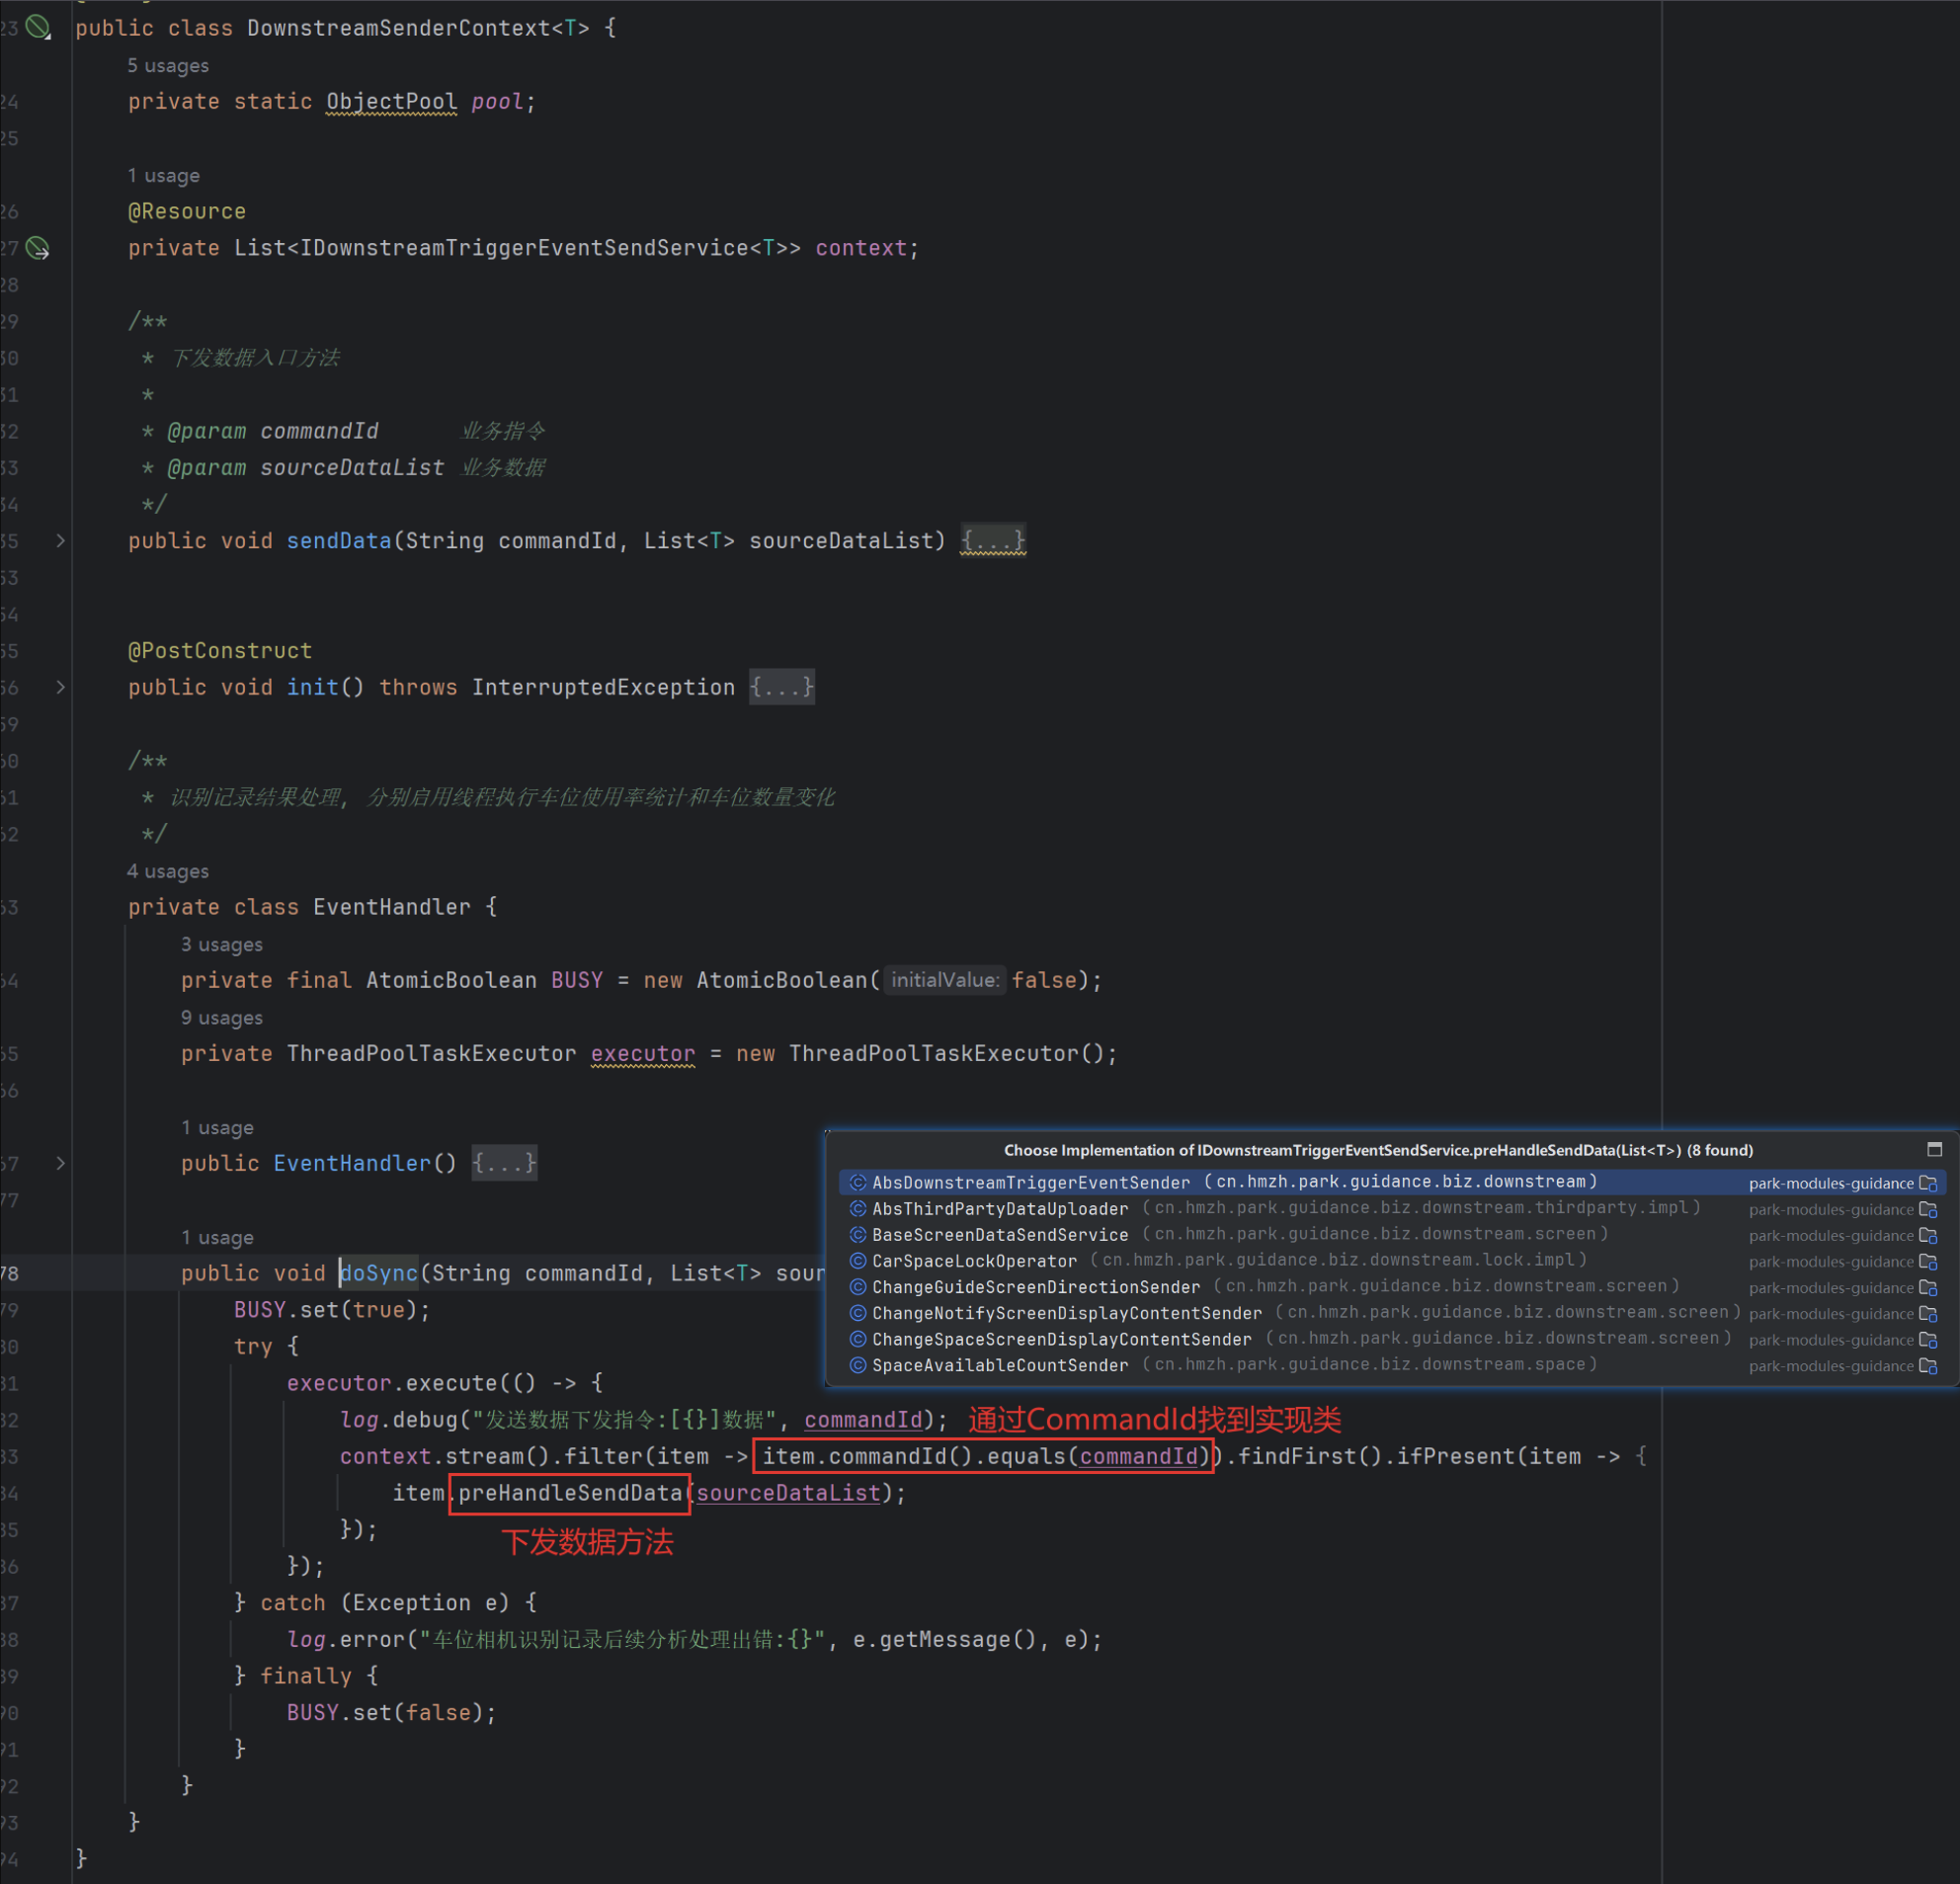 23 public class DownstreamSenderContext<T> {
5 usages
24 private static ObjectPool pool;
25
1 usage
26 @Resource
27 private List<IDownstreamTriggerEventSendService<T>> context;
28
29 /**
30 * 下发数据入口方法
31 *
32 * @param commandId 业务指令
33 * @param sourceDataList 业务数据
34 */
35 public void sendData(String commandId, List<T> sourceDataList) {...}
53
54
55 @PostConstruct
56 public void init() throws InterruptedException {...}
59
60 /**
61 * 识别记录结果处理, 分别启用线程执行车位使用率统计和车位数量变化
62 */
4 usages
63 private class EventHandler {
3 usages
64 private final AtomicBoolean BUSY = new AtomicBoolean( initialValue: false);
9 usages
65 private ThreadPoolTaskExecutor executor = new ThreadPoolTaskExecutor();
66
1 usage
67 public EventHandler() {...}
77
1 usage
78 public void doSync(String commandId, List<T> sour
Choose Implementation of IDownstreamTriggerEventSendService.preHandleSendData(List<T>) (8 found)
AbsDownstreamTriggerEventSender (cn.hmzh.park.guidance.biz.downstream) park-modules-guidance
AbsThirdPartyDataUploader (cn.hmzh.park.guidance.biz.downstream.thirdparty.impl) park-modules-guidance
BaseScreenDataSendService (cn.hmzh.park.guidance.biz.downstream.screen) park-modules-guidance
CarSpaceLockOperator (cn.hmzh.park.guidance.biz.downstream.lock.impl) park-modules-guidance
ChangeGuideScreenDirectionSender (cn.hmzh.park.guidance.biz.downstream.screen) park-modules-guidance
ChangeNotifyScreenDisplayContentSender (cn.hmzh.park.guidance.biz.downstream.screen) park-modules-guidance
ChangeSpaceScreenDisplayContentSender (cn.hmzh.park.guidance.biz.downstream.screen) park-modules-guidance
SpaceAvailableCountSender (cn.hmzh.park.guidance.biz.downstream.space) park-modules-guidance
79 BUSY.set(true);
80 try {
81 executor.execute(() -> {
82 log.debug("发送数据下发指令:[{}]数据", commandId); 通过CommandId找到实现类
83 context.stream().filter(item -> item.commandId().equals(commandId)).findFirst().ifPresent(item -> {
84 item.preHandleSendData(sourceDataList);
85 });
下发数据方法
86 });
87 } catch (Exception e) {
88 log.error("车位相机识别记录后续分析处理出错:{}", e.getMessage(), e);
89 } finally {
90 BUSY.set(false);
91 }
92 }
93 }
94 }